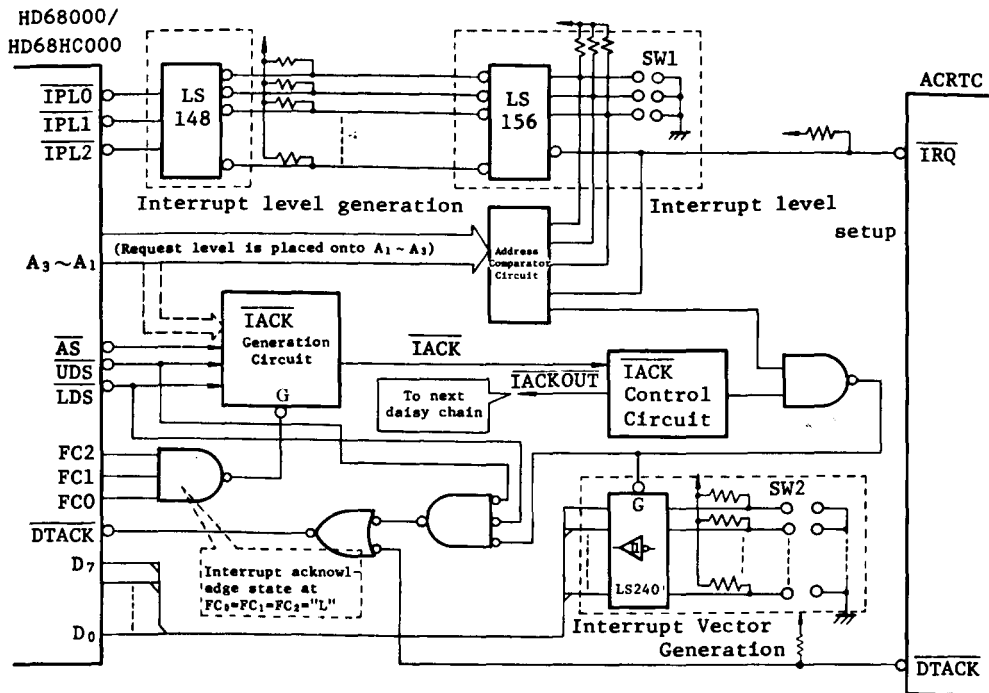 HD68000/
HD68HC000
LS
148
LS
156
SW1
ACRTC
IPL0
IPL1
IPL2
IRQ
Interrupt level generation
Interrupt level
setup
(Request level is placed onto A1 ~ A3)
Address
Comparator
Circuit
A3~A1
IACK
Generation
Circuit
G
AS
UDS
LDS
IACK
IACKOUT
To next
daisy chain
IACK
Control
Circuit
FC2
FC1
FC0
DTACK
D7
D0
Interrupt acknowl-
edge state at
FC0=FC1=FC2="L"
G
LS240
SW2
Interrupt Vector
Generation
DTACK